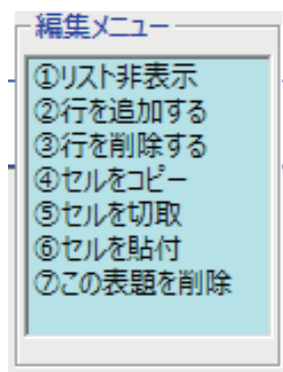 編集メニュー
①リスト非表示
②行を追加する
③行を削除する
④セルをコピー
⑤セルを切取
⑥セルを貼付
⑦この表題を削除